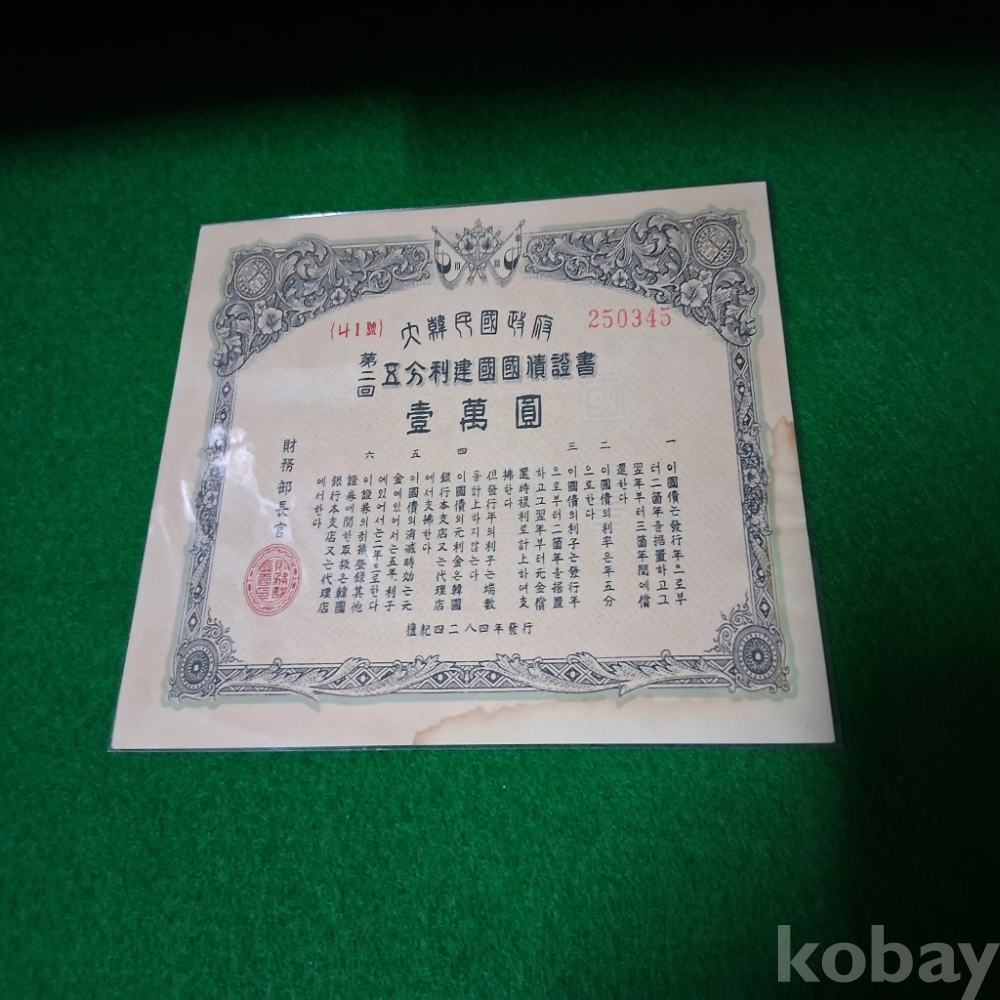 {나1號}
250345
大韓民國政府
第二回
五分利建國國債證書
壹萬圓
一 이國債는發行年으로부
터二箇年을据置하고그
翌年부터三箇年間에償
還한다
二 이國債의利率은年五分
으로한다
三 이國債의利子는發行年
으로부터二箇年을据置
하고그翌年부터元金償
還時複利로計上하여支
拂한다
但發行年의利子는端數
를計上하지않는다
四 이國債의元利金은韓國
銀行本支店又는代理店
에서支拂한다
五 이國債의消滅時効는元
金에있어서는五年、利子
에있어서는二年으로한다
六 이證券의引換登錄其他
證券에關한取扱은韓國
銀行本支店又는代理店
에서한다
財務部長官
檀紀四二八四年發行
kobay